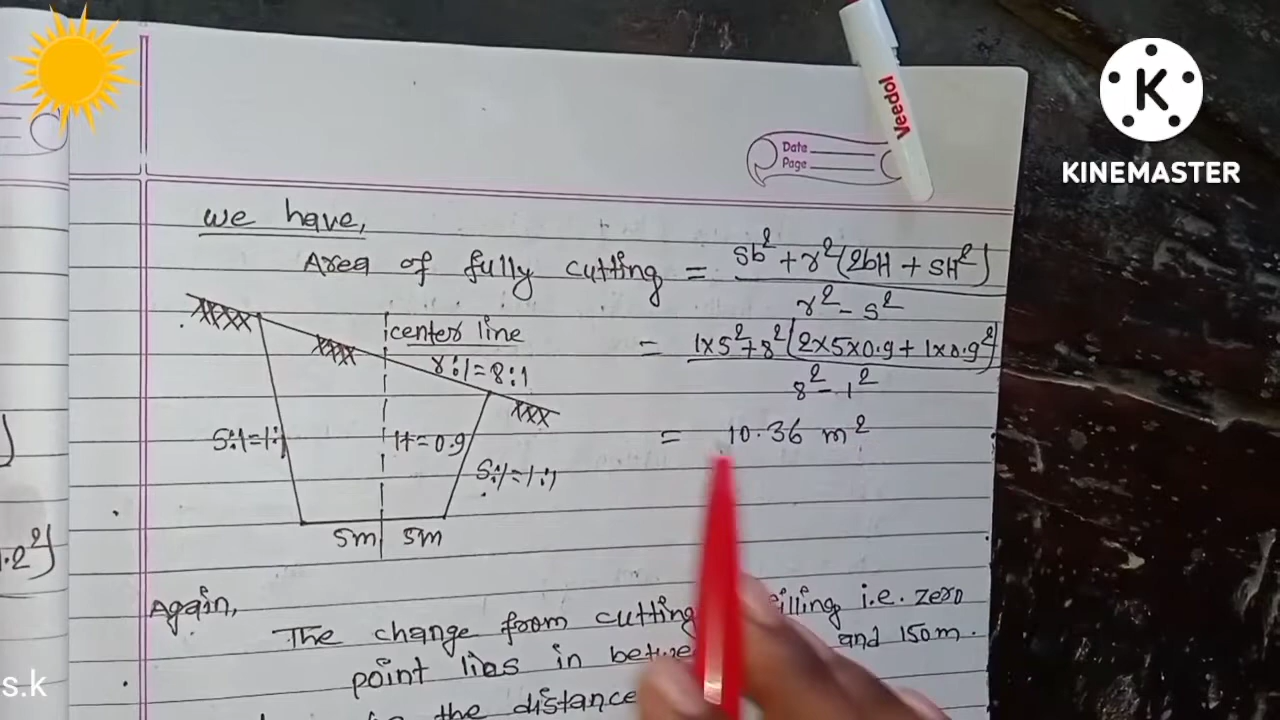 KINEMASTER
Veedol
Date
Page
we have,
Area of fully cutting = sb² + r²(2bH + sH²) / r² - s²
= 1×5² + 8²(2×5×0.9 + 1×0.9²) / 8² - 1²
= 10.36 m²
center line
r:1 = 8:1
S:1 = 1:1
H = 0.9
S:1 = 1:1
5m 5m
.2²)
Again,
The change from cutting filling i.e. zero
point lies in and 150m.
the distance
s.k